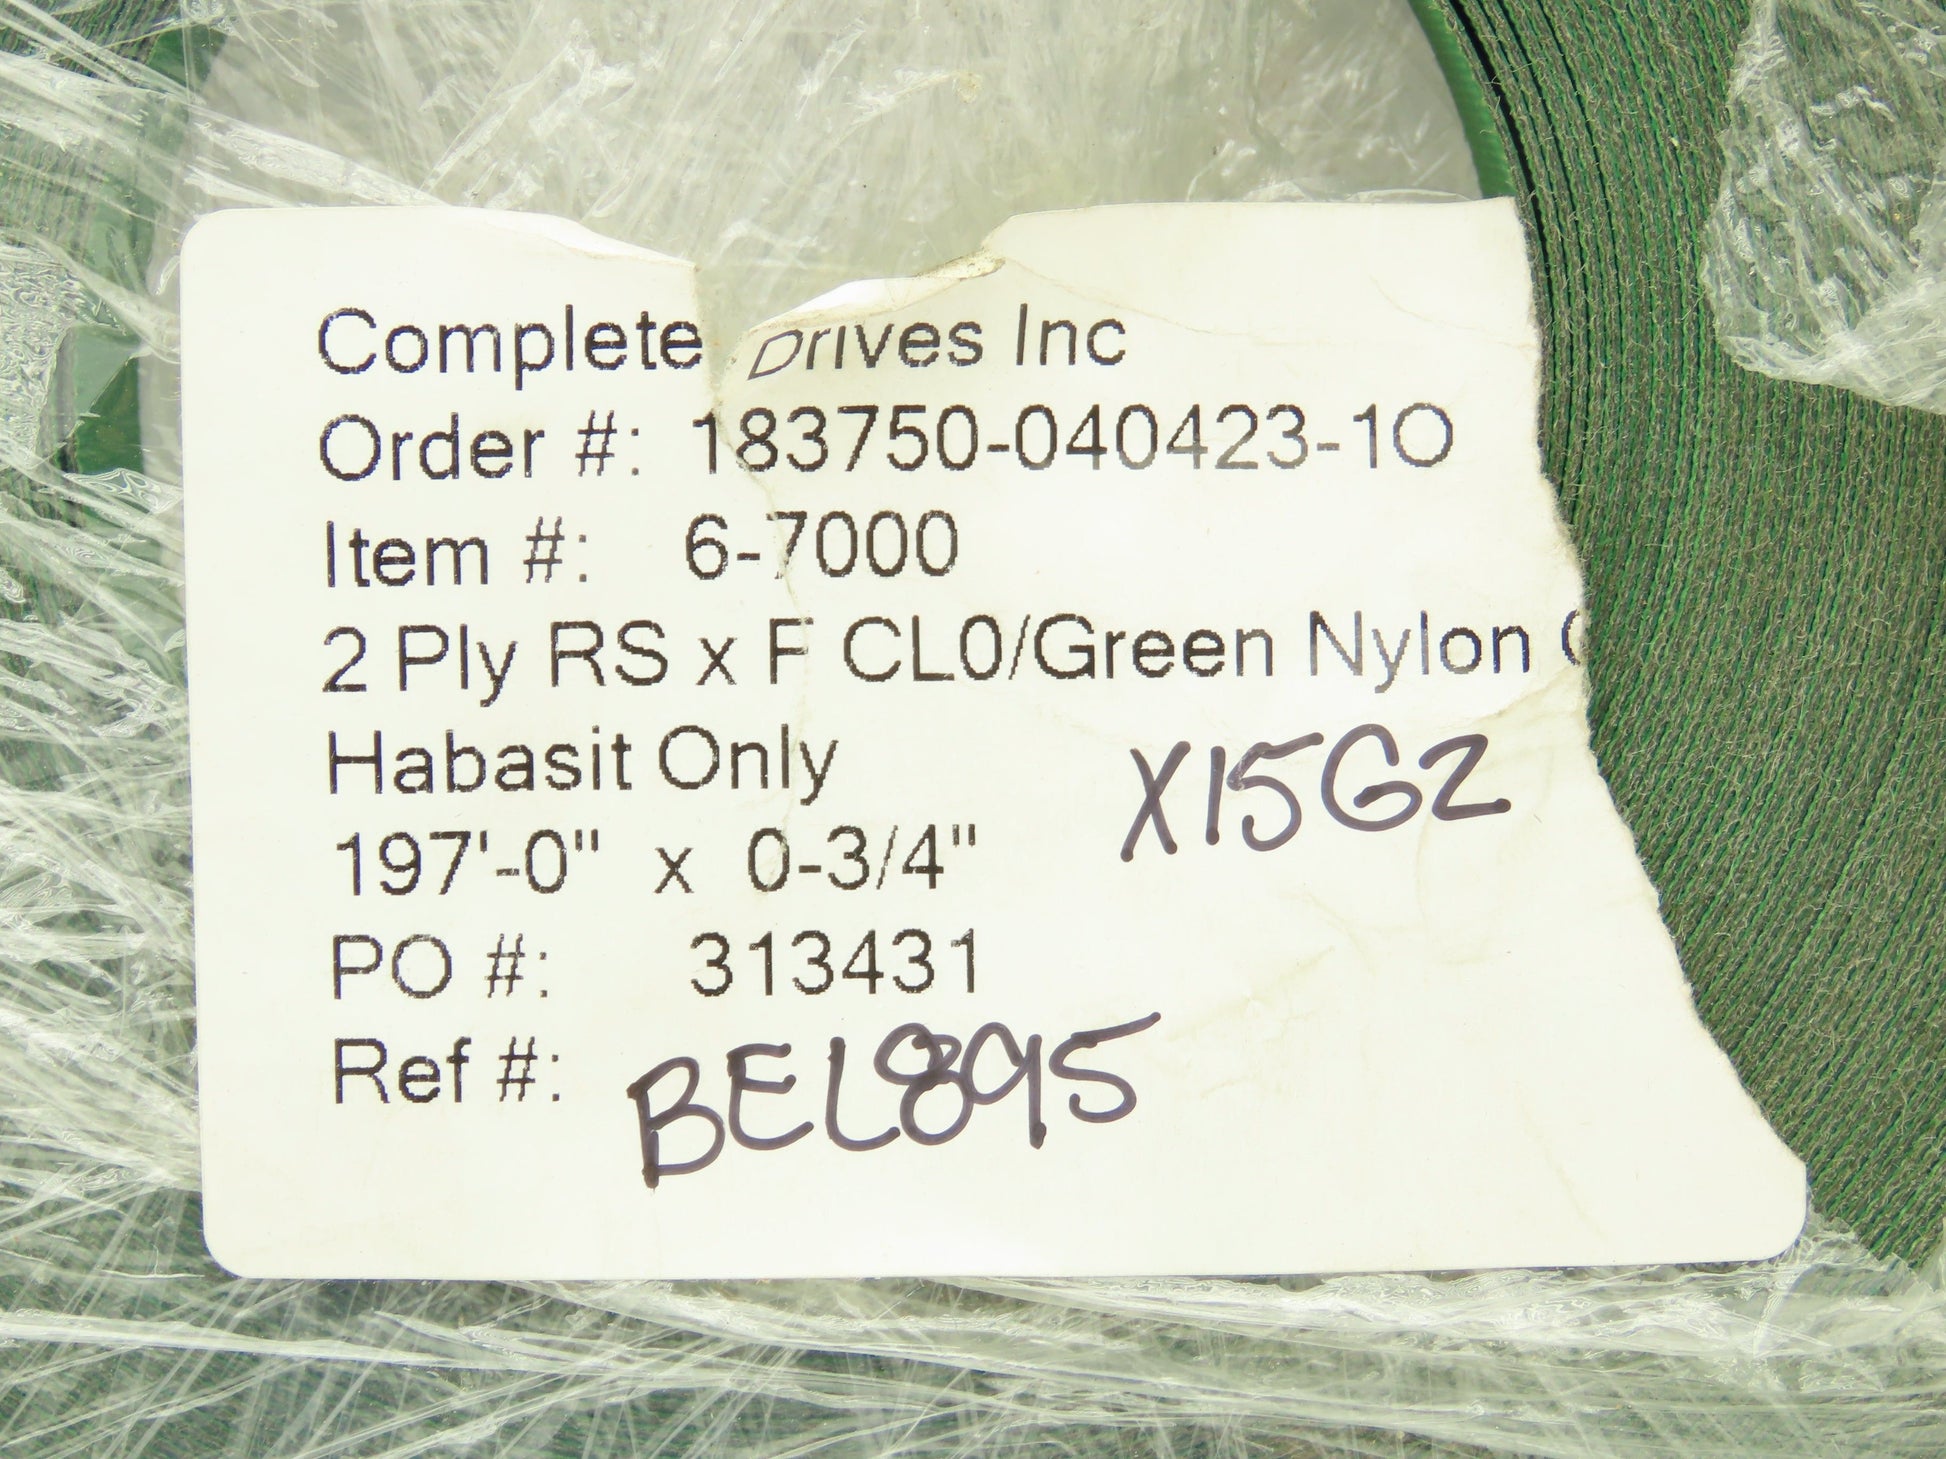 Complete Drives Inc
Order #: 183750-040423-1O
Item #: 6-7000
2 Ply RS x F CL0/Green Nylon
Habasit Only
X15G2
197'-0" x 0-3/4"
PO #: 313431
Ref #: BEL895